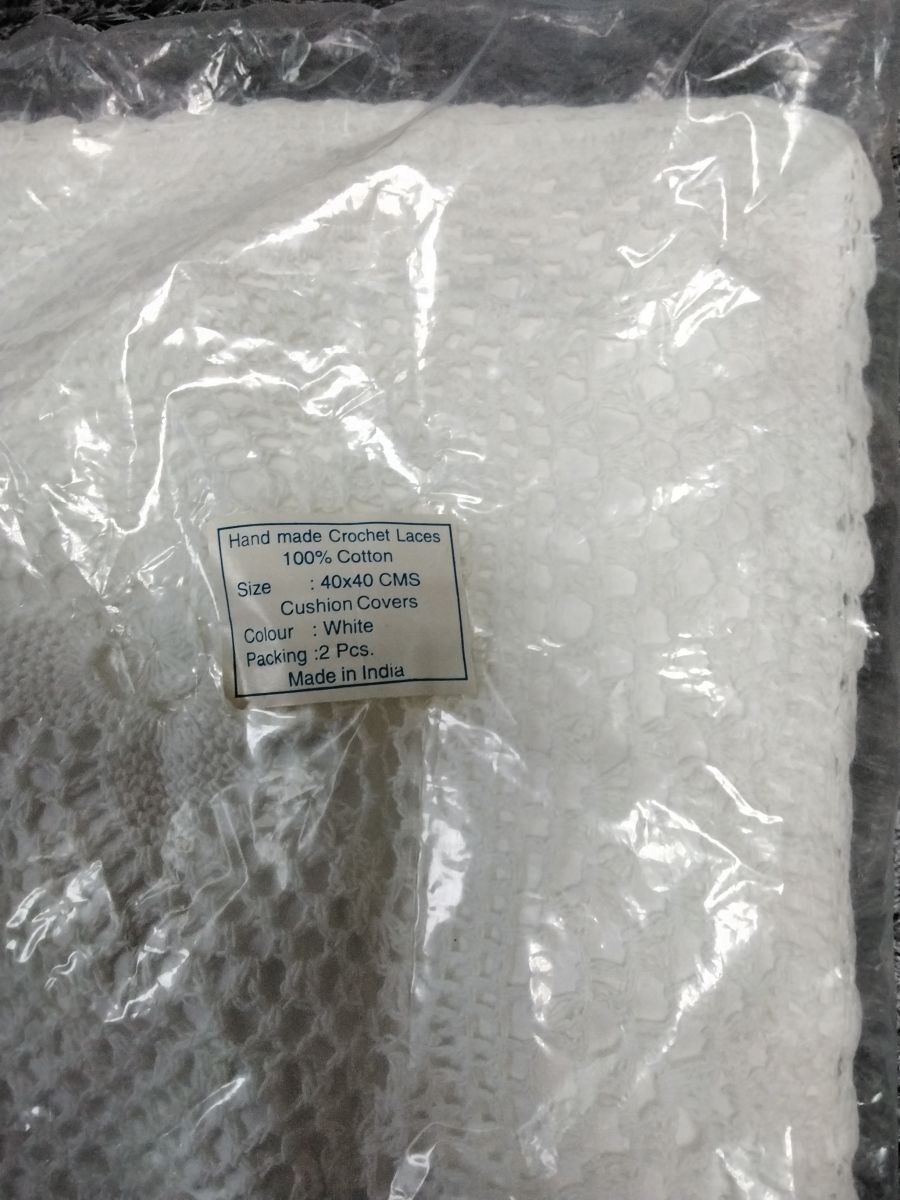 Hand made Crochet Laces
100% Cotton
Size : 40x40 CMS
Cushion Covers
Colour : White
Packing :2 Pcs.
Made in India